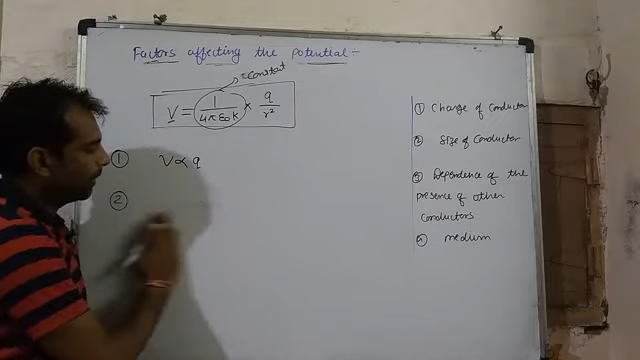 Factors affecting the potential :-
= constant
V = 1/4πε₀k × q/r²
① V ∝ q
②
① Charge of conductor
② Size of Conductor
③ Dependence of the
presence of other
conductors
④ medium